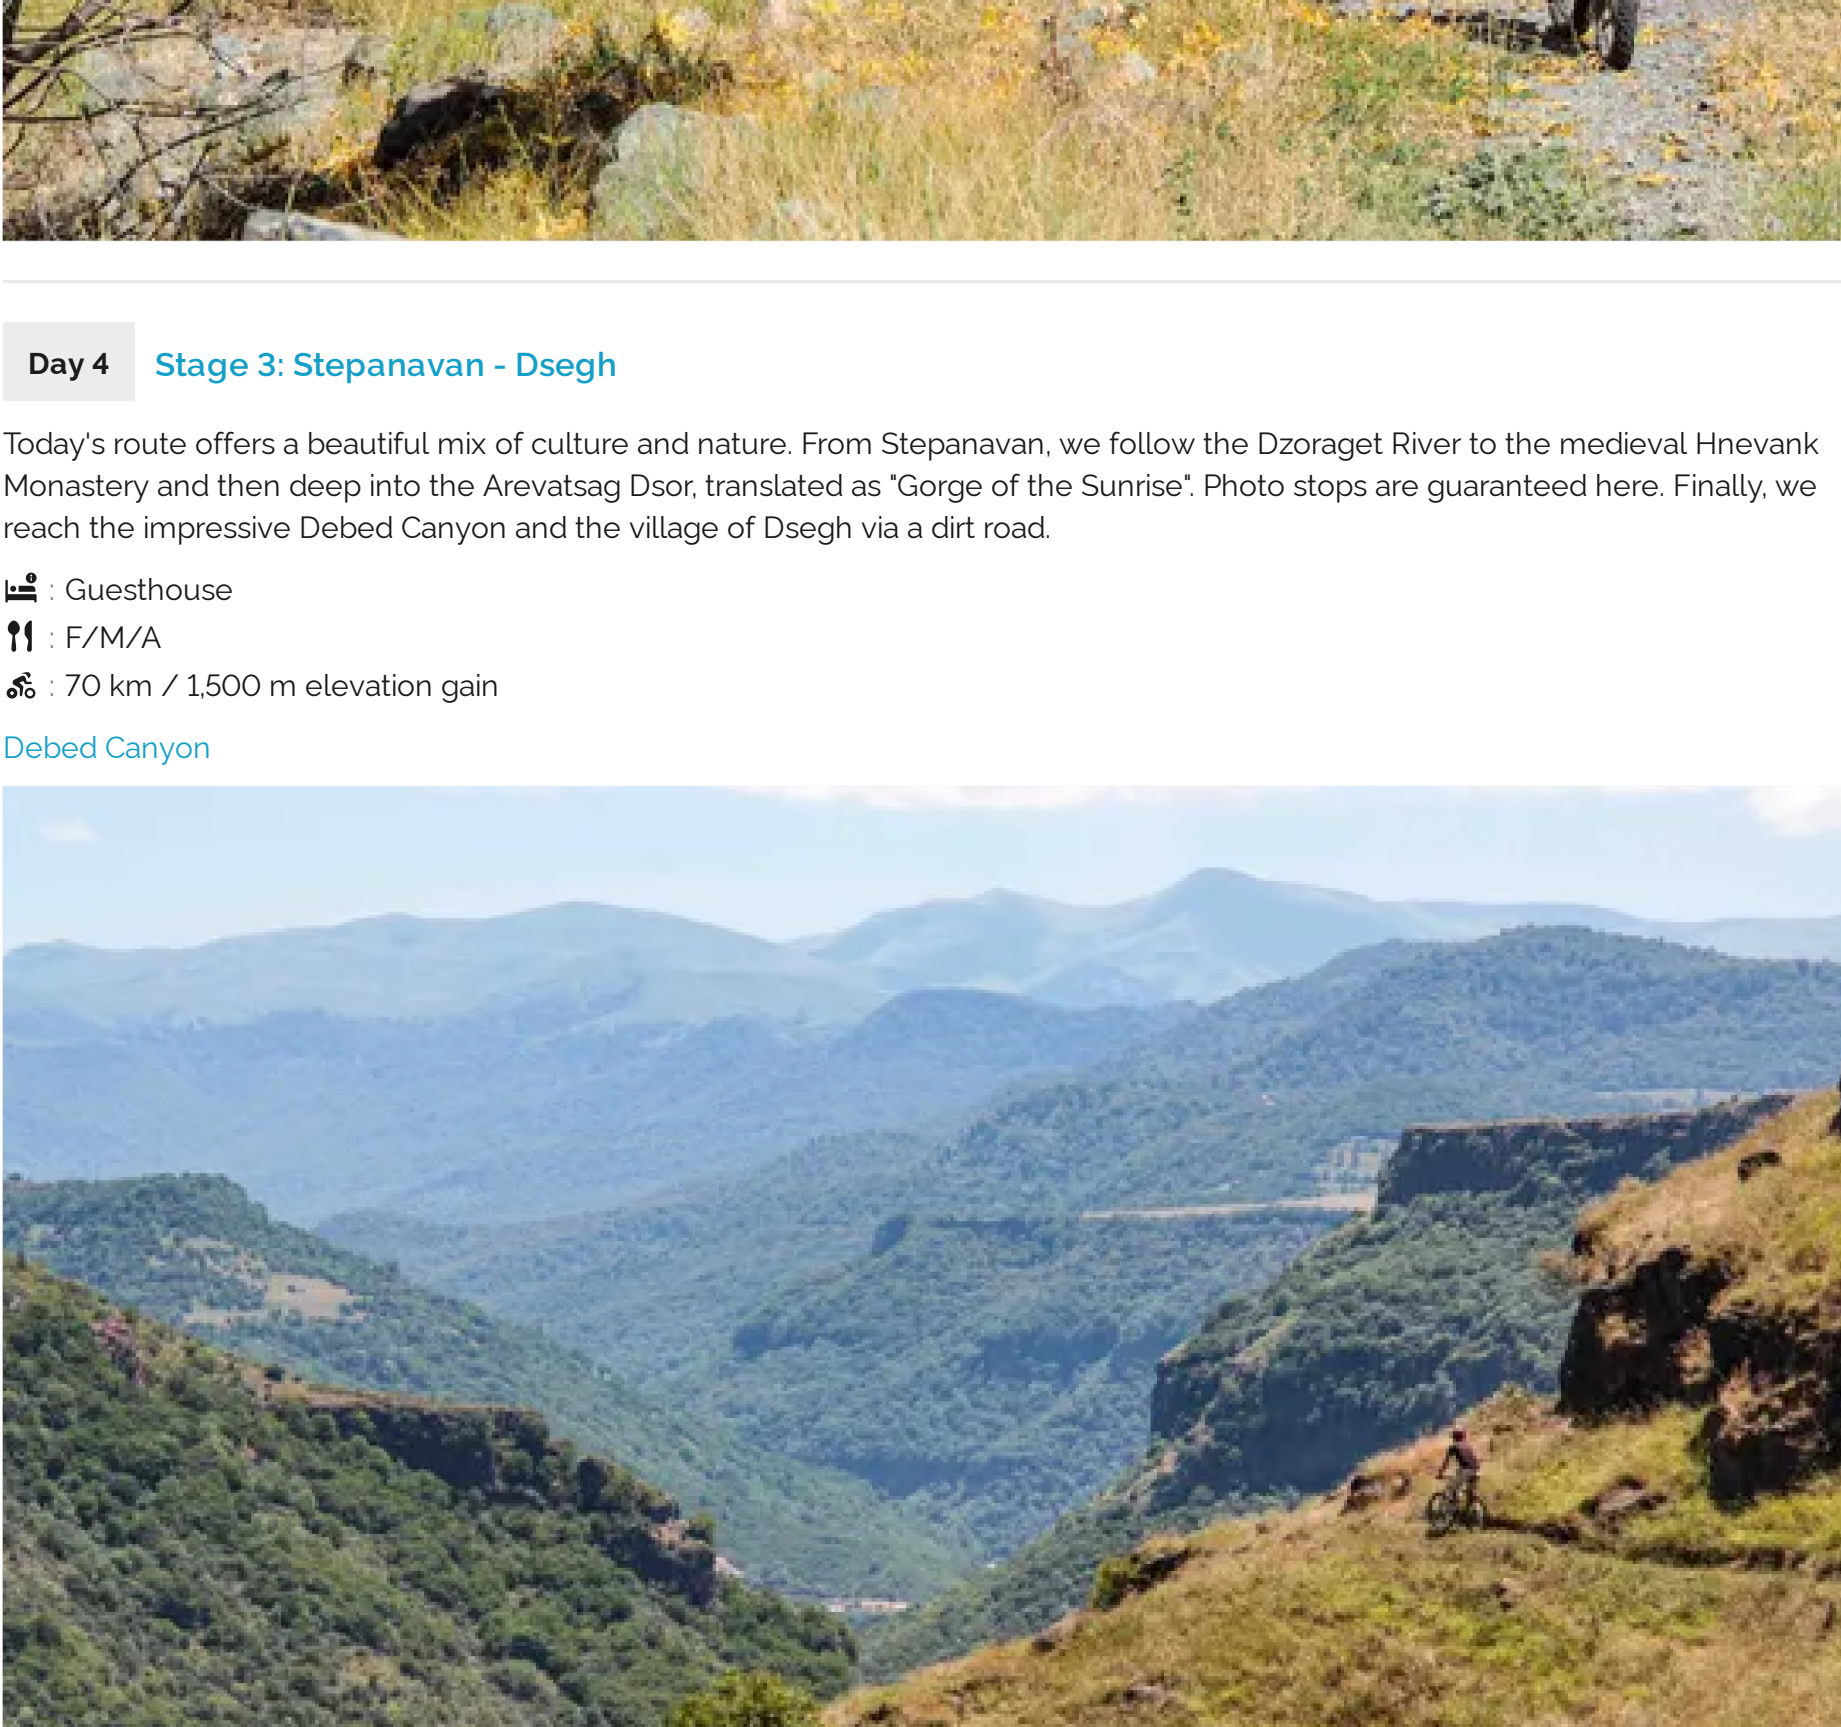 Day 4
Stage 3: Stepanavan - Dsegh
Today's route offers a beautiful mix of culture and nature. From Stepanavan, we follow the Dzoraget River to the medieval Hnevank
Monastery and then deep into the Arevatsag Dsor, translated as "Gorge of the Sunrise". Photo stops are guaranteed here. Finally, we
reach the impressive Debed Canyon and the village of Dsegh via a dirt road.
: Guesthouse
: F/M/A
: 70 km / 1,500 m elevation gain
Debed Canyon